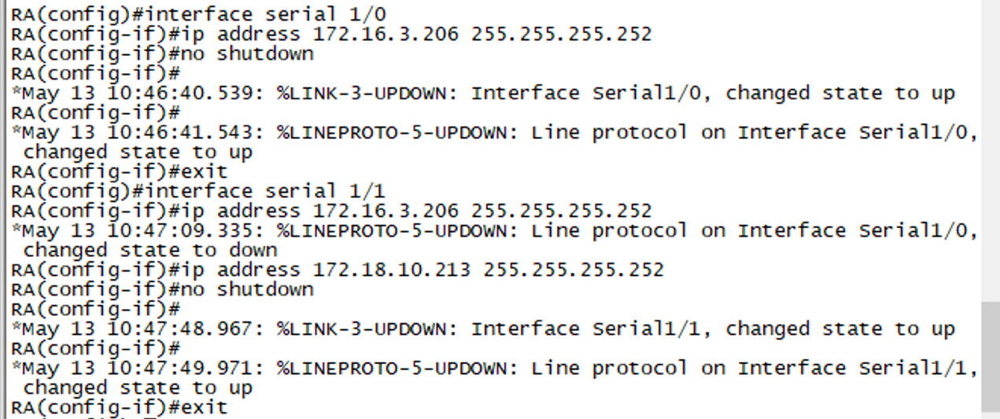 RA(config)#interface serial 1/0
RA(config-if)#ip address 172.16.3.206 255.255.255.252
RA(config-if)#no shutdown
RA(config-if)#
*May 13 10:46:40.539: %LINK-3-UPDOWN: Interface Serial1/0, changed state to up
RA(config-if)#
*May 13 10:46:41.543: %LINEPROTO-5-UPDOWN: Line protocol on Interface Serial1/0,
 changed state to up
RA(config-if)#exit
RA(config)#interface serial 1/1
RA(config-if)#ip address 172.16.3.206 255.255.255.252
*May 13 10:47:09.335: %LINEPROTO-5-UPDOWN: Line protocol on Interface Serial1/0,
 changed state to down
RA(config-if)#ip address 172.18.10.213 255.255.255.252
RA(config-if)#no shutdown
RA(config-if)#
*May 13 10:47:48.967: %LINK-3-UPDOWN: Interface Serial1/1, changed state to up
RA(config-if)#
*May 13 10:47:49.971: %LINEPROTO-5-UPDOWN: Line protocol on Interface Serial1/1,
 changed state to up
RA(config-if)#exit